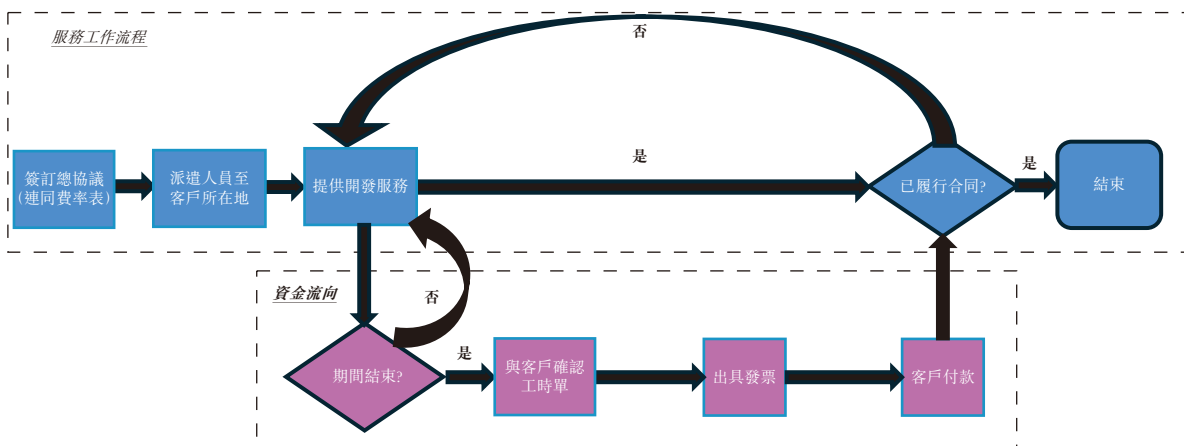 服務工作流程
否
簽訂總協議
(連同費率表)
派遣人員至
客戶所在地
提供開發服務
是
已履行合同?
是
結束
資金流向
否
期間結束?
是
與客戶確認
工時單
出具發票
客戶付款